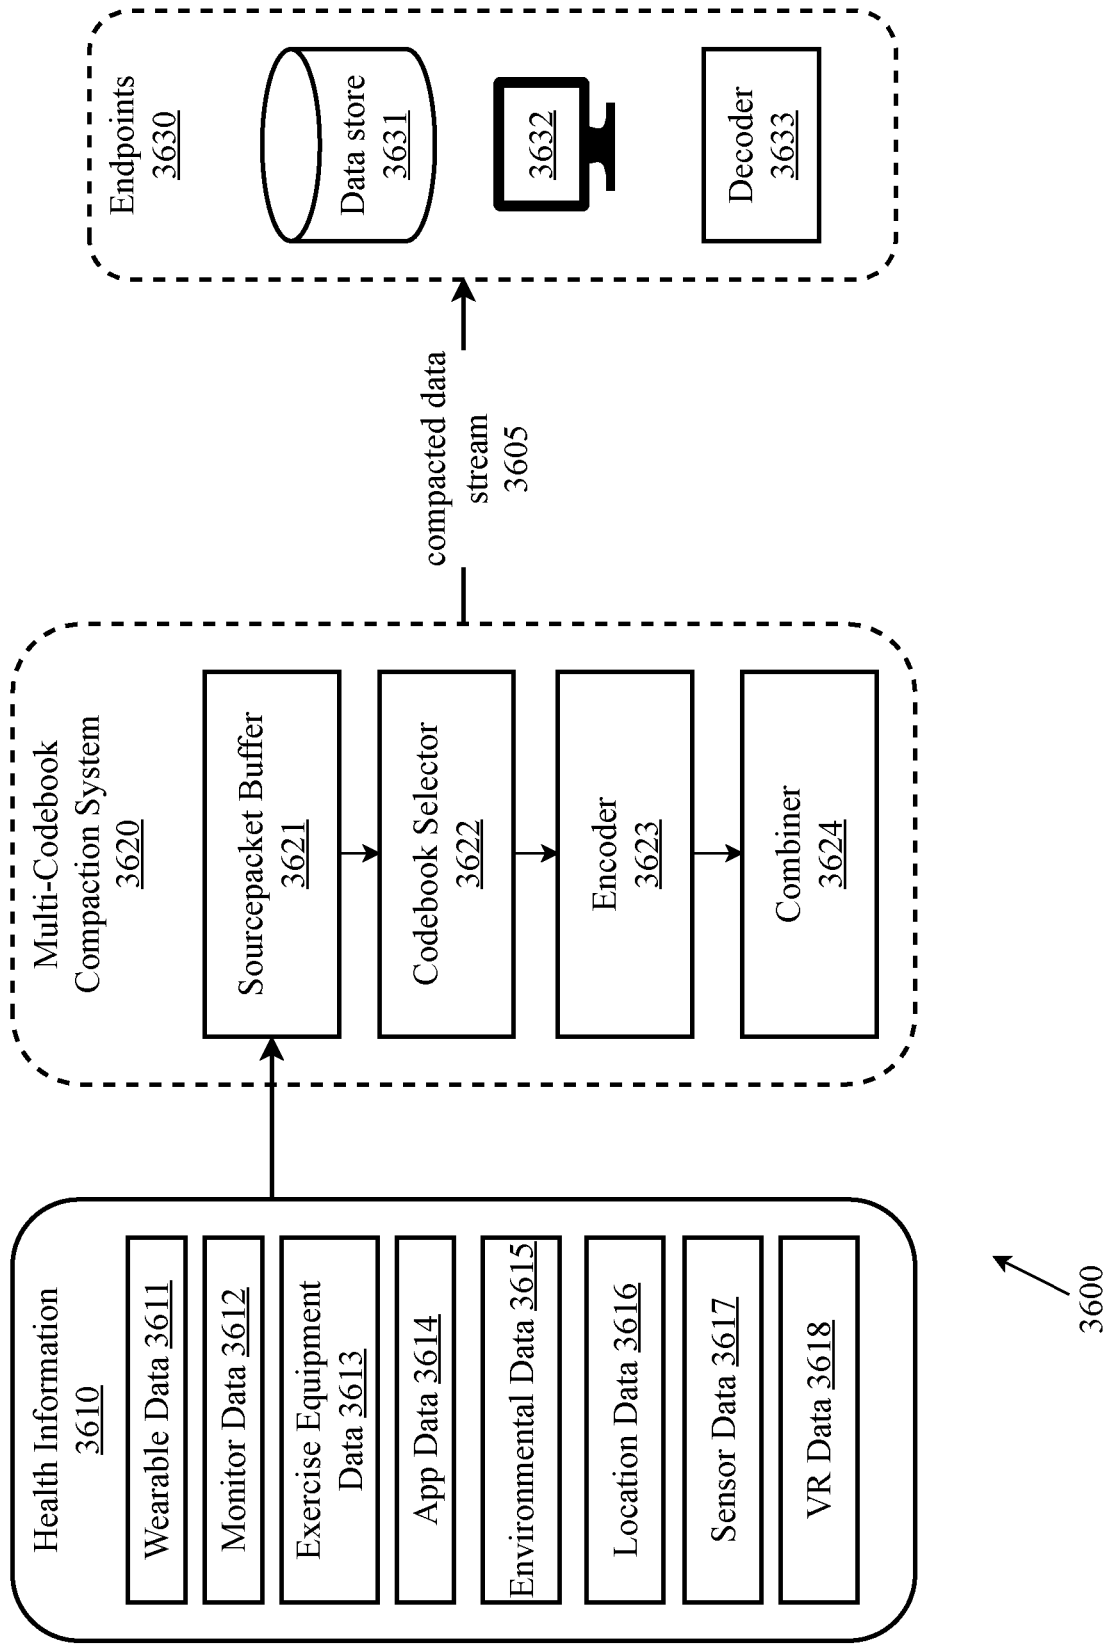 Health Information
3610
Wearable Data 3611
Monitor Data 3612
Exercise Equipment
Data 3613
App Data 3614
Environmental Data 3615
Location Data 3616
Sensor Data 3617
VR Data 3618
Multi-Codebook
Compaction System
3620
Sourcepacket Buffer
3621
Codebook Selector
3622
Encoder
3623
Combiner
3624
compacted data
stream
3605
Endpoints
3630
Data store
3631
3632
Decoder
3633
3600